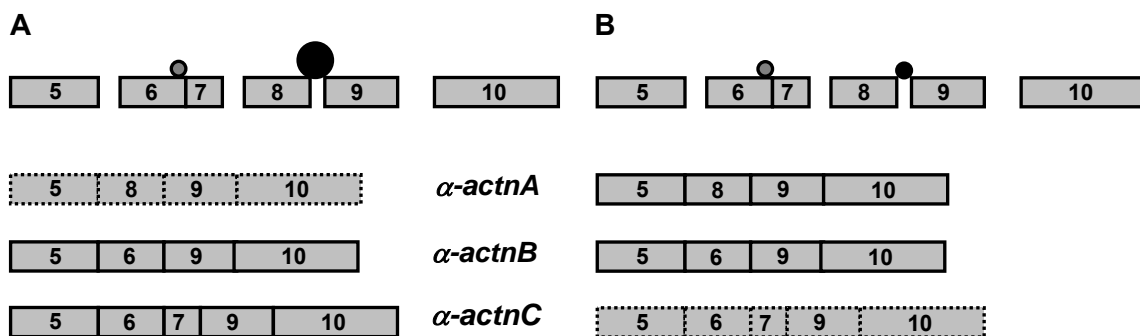 A B
5 6 7 8 9 10 5 6 7 8 9 10
5 8 9 10 α-actnA 5 8 9 10
5 6 9 10 α-actnB 5 6 9 10
5 6 7 9 10 α-actnC 5 6 7 9 10